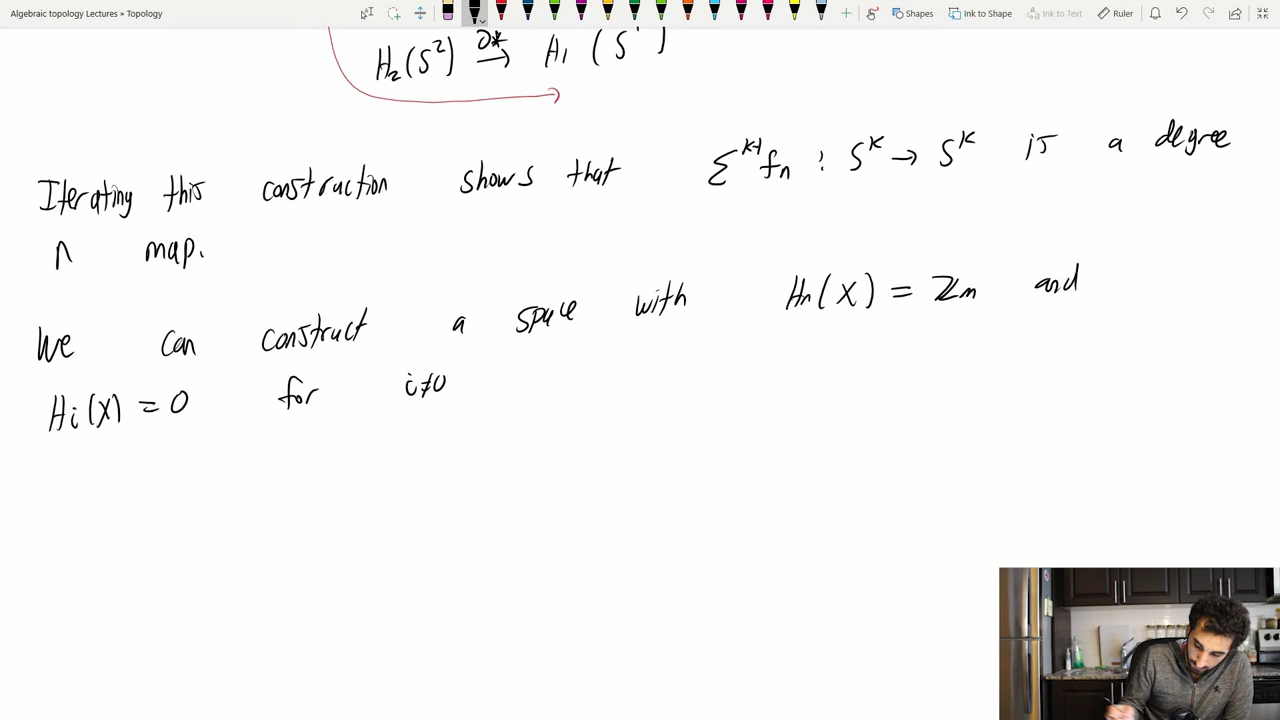 Algebraic topology Lectures » Topology
Shapes
Ink to Shape
Ink to Text
Ruler
H₂(S²) ∂* → H₁(S¹)
Iterating this construction shows that Σᵏ⁻¹fₙ : Sᵏ → Sᵏ is a degree
n map.
We can construct a space with Hₙ(X) = ℤm and
Hᵢ(X) = 0 for i≠0